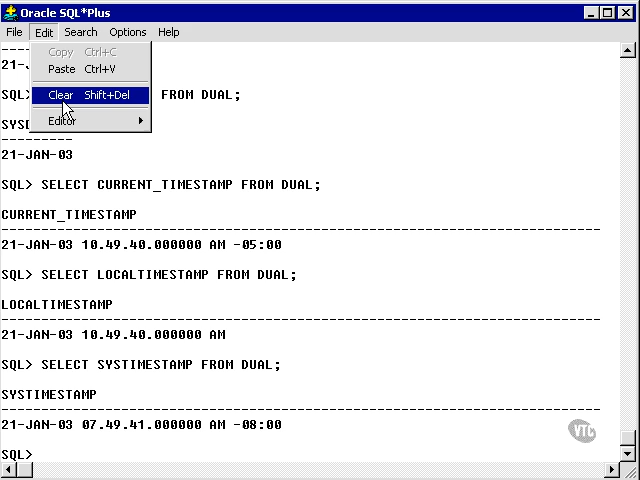 Oracle SQL*Plus
File Edit Search Options Help
Copy Ctrl+C
Paste Ctrl+V
Clear Shift+Del
Editor
21-J
SQL> FROM DUAL;
SYSD
---------
21-JAN-03
SQL> SELECT CURRENT_TIMESTAMP FROM DUAL;
CURRENT_TIMESTAMP
---------------------------------------------------------------------------
21-JAN-03 10.49.40.000000 AM -05:00
SQL> SELECT LOCALTIMESTAMP FROM DUAL;
LOCALTIMESTAMP
---------------------------------------------------------------------------
21-JAN-03 10.49.40.000000 AM
SQL> SELECT SYSTIMESTAMP FROM DUAL;
SYSTIMESTAMP
---------------------------------------------------------------------------
21-JAN-03 07.49.41.000000 AM -08:00
VTC
SQL>